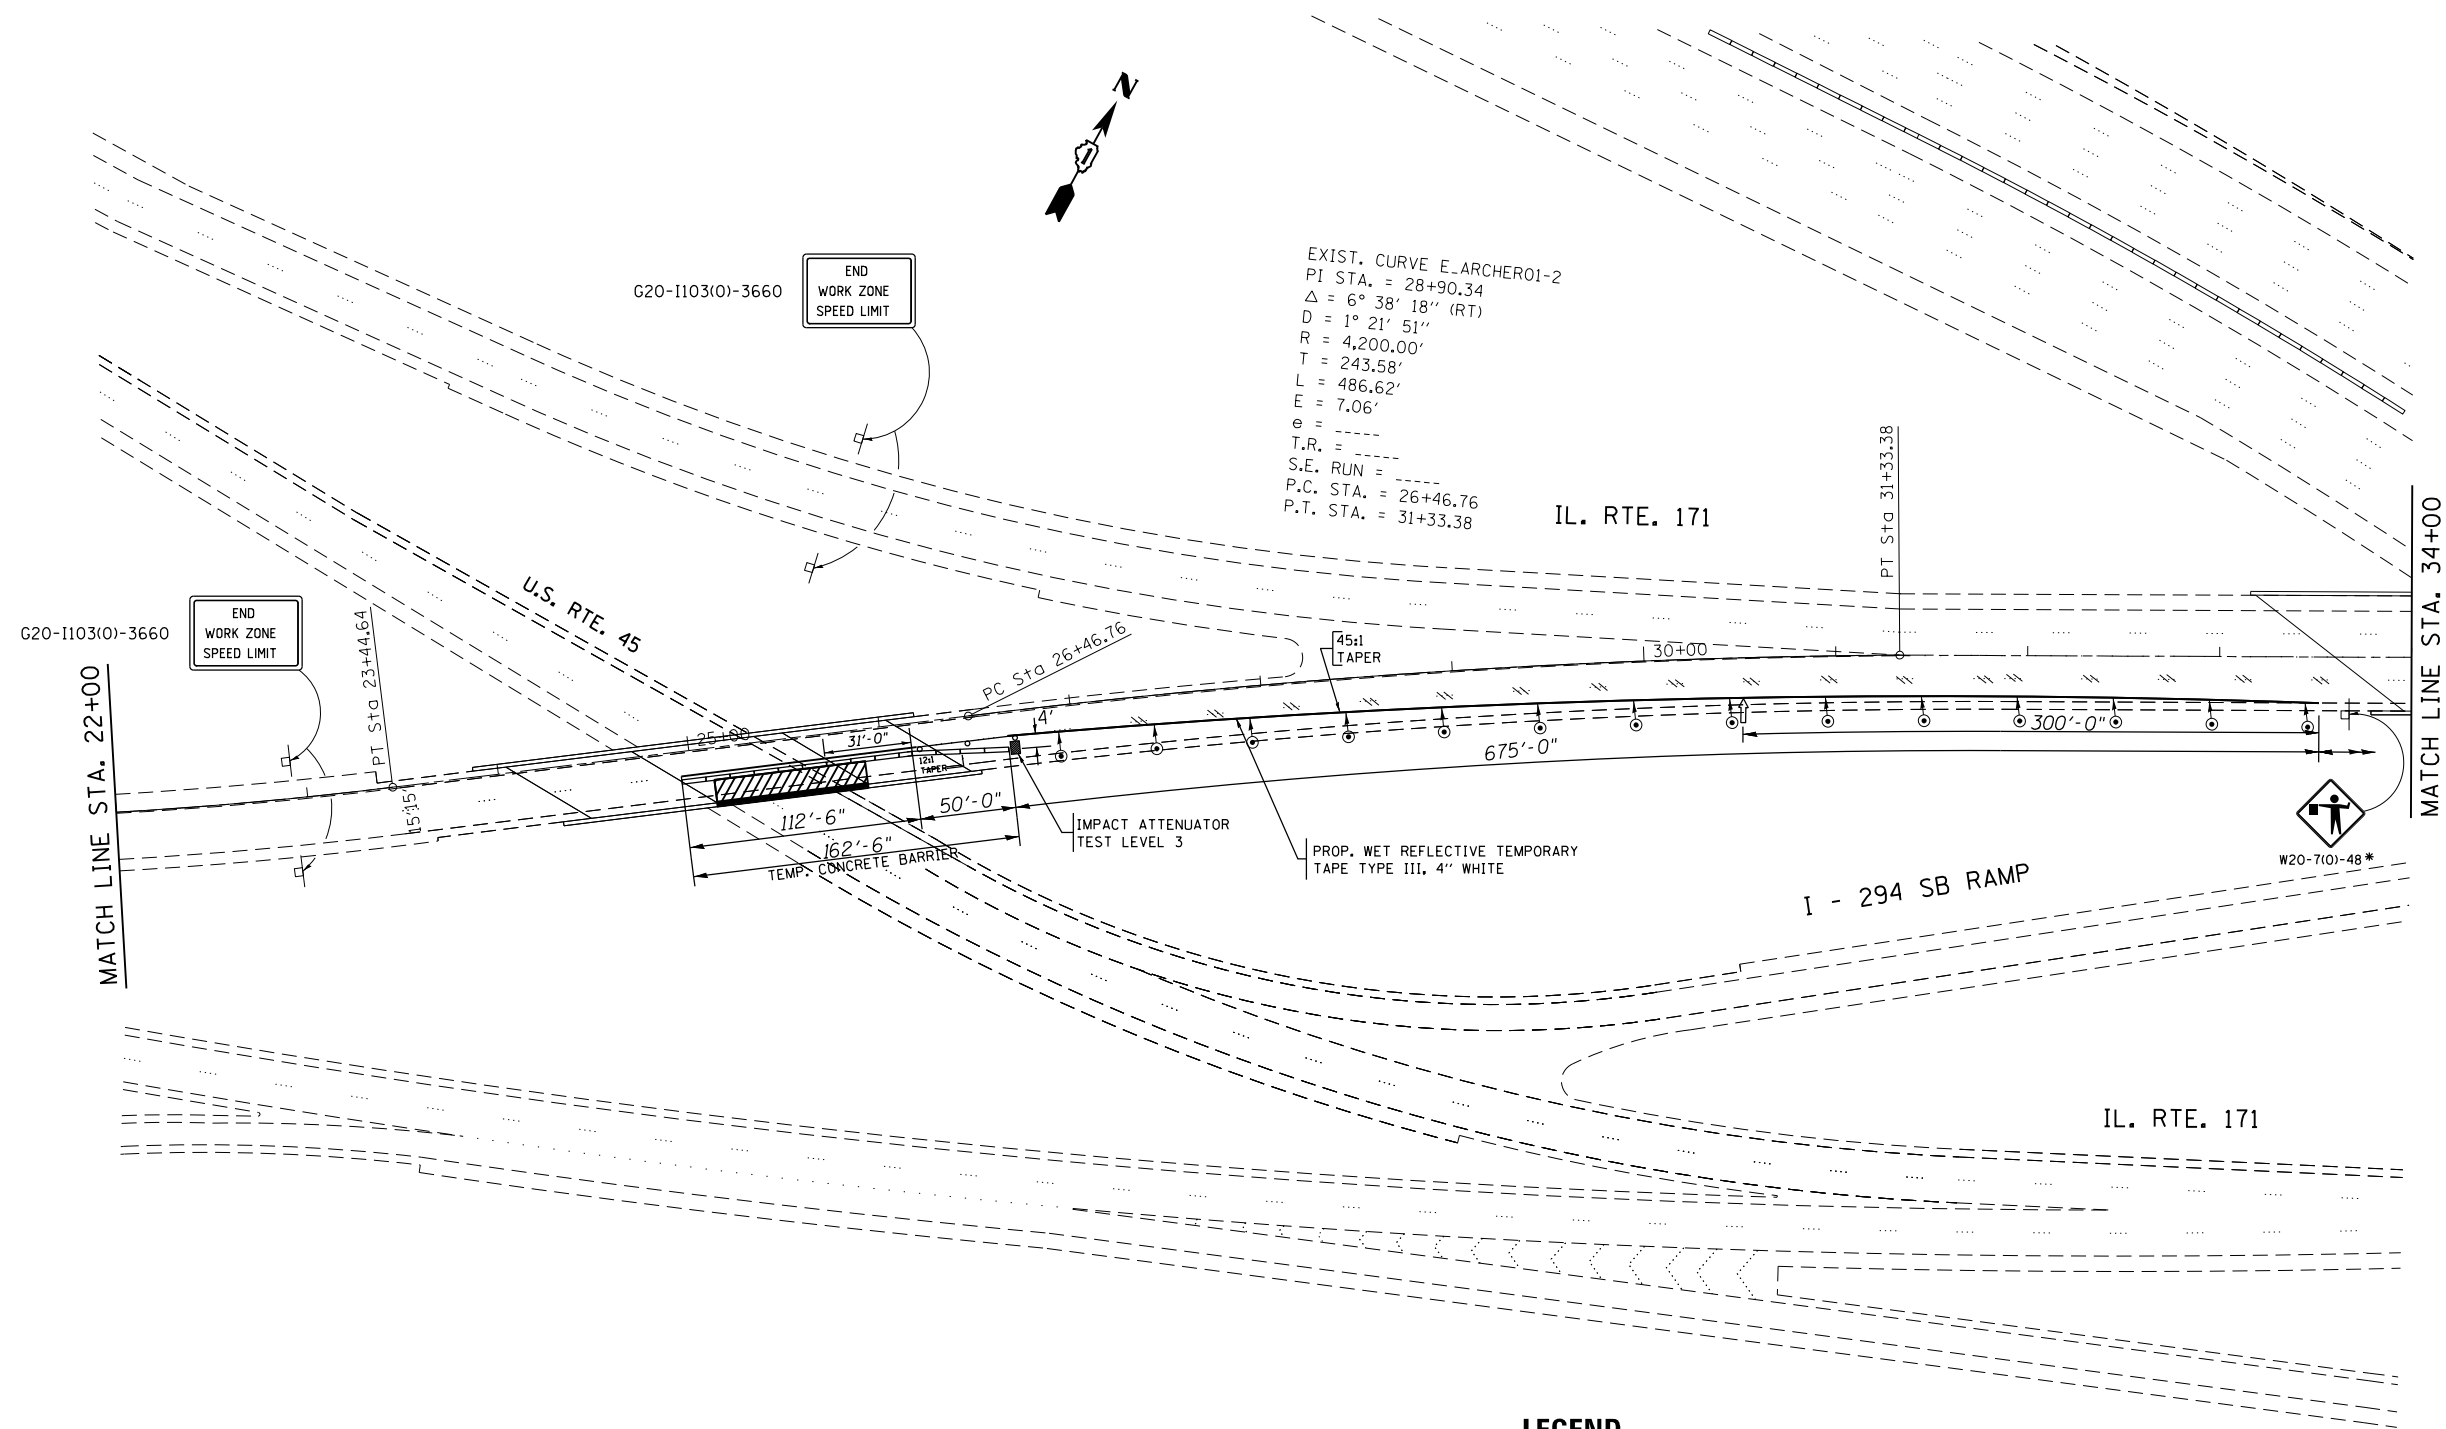 N
EXIST. CURVE E_ARCHER01-2
PI STA. = 28+90.34
Δ = 6° 38' 18'' (RT)
D = 1° 21' 51''
R = 4,200.00'
T = 243.58'
L = 486.62'
E = 7.06'
e = _____
T.R. = _____
S.E. RUN = _____
P.C. STA. = 26+46.76
P.T. STA. = 31+33.38
G20-I103(O)-3660
END
WORK ZONE
SPEED LIMIT
IL. RTE. 171
PT Sta 31+33.38
MATCH LINE STA. 34+00
U.S. RTE. 45
G20-I103(O)-3660
END
WORK ZONE
SPEED LIMIT
PT Sta 23+44.64
PC Sta 26+46.76
45:1
TAPER
30+00
MATCH LINE STA. 22+00
25+00
31'-0"
4'
12:1
TAPER
15'
15'
300'-0"
675'-0"
50'-0"
112'-6"
162'-6"
TEMP. CONCRETE BARRIER
IMPACT ATTENUATOR
TEST LEVEL 3
PROP. WET REFLECTIVE TEMPORARY
TAPE TYPE III, 4'' WHITE
W20-7(O)-48*
I - 294 SB RAMP
IL. RTE. 171
LEGEND